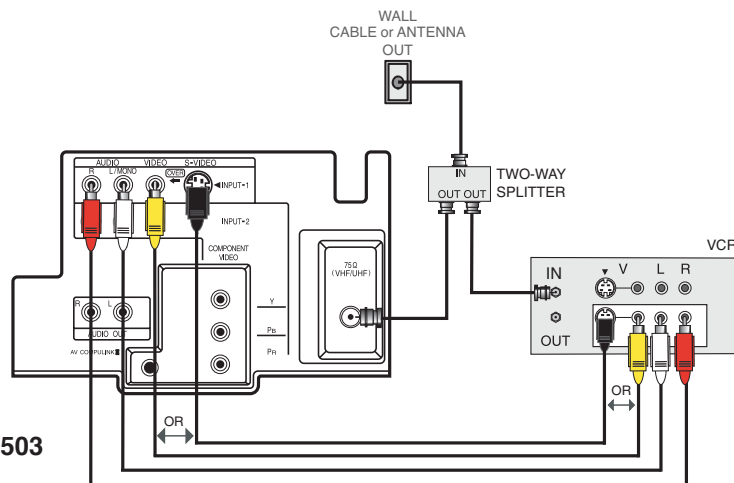 WALL
CABLE or ANTENNA
OUT
IN
OUT OUT
TWO-WAY
SPLITTER
AUDIO VIDEO S-VIDEO
R L/MONO
OVER
◄INPUT-1
INPUT-2
COMPONENT
VIDEO
75Ω
(VHF/UHF)
R L
AUDIO OUT
AV COMPULINK
Y
PB
PR
VCR
IN V L R
OUT
OR
OR
503